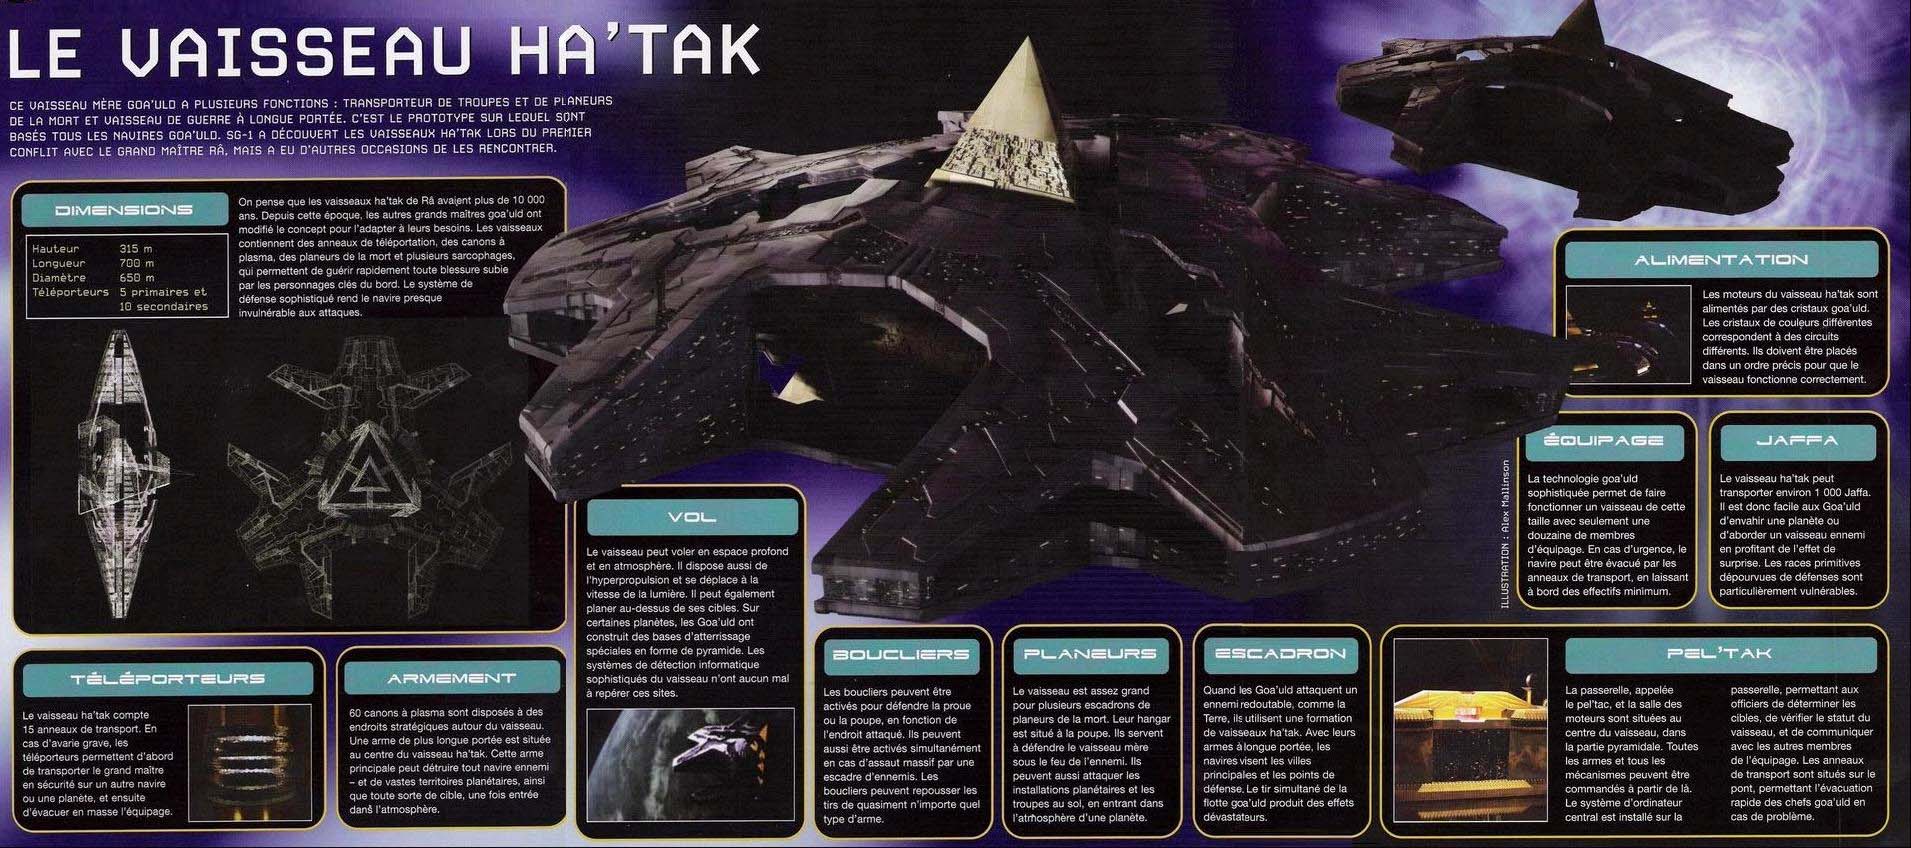 LE VAISSEAU HA'TAK
CE VAISSEAU MÈRE GOA'ULD A PLUSIEURS FONCTIONS : TRANSPORTEUR DE TROUPES ET DE PLANEURS
DE LA MORT ET VAISSEAU DE GUERRE À LONGUE PORTÉE. C'EST LE PROTOTYPE SUR LEQUEL SONT
BASÉS TOUS LES NAVIRES GOA'ULD. SG-1 A DÉCOUVERT LES VAISSEAUX HA'TAK LORS DU PREMIER
CONFLIT AVEC LE GRAND MAÎTRE RÂ, MAIS A EU D'AUTRES OCCASIONS DE LES RENCONTRER.
DIMENSIONS
Hauteur 315 m
Longueur 700 m
Diamètre 650 m
Téléporteurs 5 primaires et
10 secondaires
On pense que les vaisseaux ha'tak de Râ avaient plus de 10 000
ans. Depuis cette époque, les autres grands maîtres goa'uld ont
modifié le concept pour l'adapter à leurs besoins. Les vaisseaux
contiennent des anneaux de téléportation, des canons à
plasma, des planeurs de la mort et plusieurs sarcophages,
qui permettent de guérir rapidement toute blessure subie
par les personnages clés du bord. Le système de
défense sophistiqué rend le navire presque
invulnérable aux attaques.
TÉLÉPORTEURS
Le vaisseau ha'tak compte
15 anneaux de transport. En
cas d'avarie grave, les
téléporteurs permettent d'abord
de transporter le grand maître
en sécurité sur un autre navire
ou une planète, et ensuite
d'évacuer en masse l'équipage.
ARMEMENT
60 canons à plasma sont disposés à des
endroits stratégiques autour du vaisseau.
Une arme de plus longue portée est située
au centre du vaisseau ha'tak. Cette arme
principale peut détruire tout navire ennemi
– et de vastes territoires planétaires, ainsi
que toute sorte de cible, une fois entrée
dans l'atmosphère.
VOL
Le vaisseau peut voler en espace profond
et en atmosphère. Il dispose aussi de
l'hyperpropulsion et se déplace à la
vitesse de la lumière. Il peut également
planer au-dessus de ses cibles. Sur
certaines planètes, les Goa'uld ont
construit des bases d'atterrissage
spéciales en forme de pyramide. Les
systèmes de détection informatique
sophistiqués du vaisseau n'ont aucun mal
à repérer ces sites.
BOUCLIERS
Les boucliers peuvent être
activés pour défendre la proue
ou la poupe, en fonction de
l'endroit attaqué. Ils peuvent
aussi être activés simultanément
en cas d'assaut massif par une
escadre d'ennemis. Les
boucliers peuvent repousser les
tirs de quasiment n'importe quel
type d'arme.
PLANEURS
Le vaisseau est assez grand
pour plusieurs escadrons de
planeurs de la mort. Leur hangar
est situé à la poupe. Ils servent
à défendre le vaisseau mère
sous le feu de l'ennemi. Ils
peuvent aussi attaquer les
installations planétaires et les
troupes au sol, en entrant dans
l'atmosphère d'une planète.
ESCADRON
Quand les Goa'uld attaquent un
ennemi redoutable, comme la
Terre, ils utilisent une formation
de vaisseaux ha'tak. Avec leurs
armes à longue portée, les
navires visent les villes
principales et les points de
défense. Le tir simultané de la
flotte goa'uld produit des effets
dévastateurs.
ALIMENTATION
Les moteurs du vaisseau ha'tak sont
alimentés par des cristaux goa'uld.
Les cristaux de couleurs différentes
correspondent à des circuits
différents. Ils doivent être placés
dans un ordre précis pour que le
vaisseau fonctionne correctement.
ÉQUIPAGE
La technologie goa'uld
sophistiquée permet de faire
fonctionner un vaisseau de cette
taille avec seulement une
douzaine de membres
d'équipage. En cas d'urgence, le
navire peut être évacué par les
anneaux de transport, en laissant
à bord des effectifs minimum.
JAFFA
Le vaisseau ha'tak peut
transporter environ 1 000 Jaffa.
Il est donc facile aux Goa'uld
d'envahir une planète ou
d'aborder un vaisseau ennemi
en profitant de l'effet de
surprise. Les races primitives
dépourvues de défenses sont
particulièrement vulnérables.
ILLUSTRATION : Alex Mallinson
PEL'TAK
La passerelle, appelée
le pel'tac, et la salle des
moteurs sont situées au
centre du vaisseau, dans
la partie pyramidale. Toutes
les armes et tous les
mécanismes peuvent être
commandés à partir de là.
Le système d'ordinateur
central est installé sur la
passerelle, permettant aux
officiers de déterminer les
cibles, de vérifier le statut du
vaisseau, et de communiquer
avec les autres membres
de l'équipage. Les anneaux
de transport sont situés sur le
pont, permettant l'évacuation
rapide des chefs goa'uld en
cas de problème.